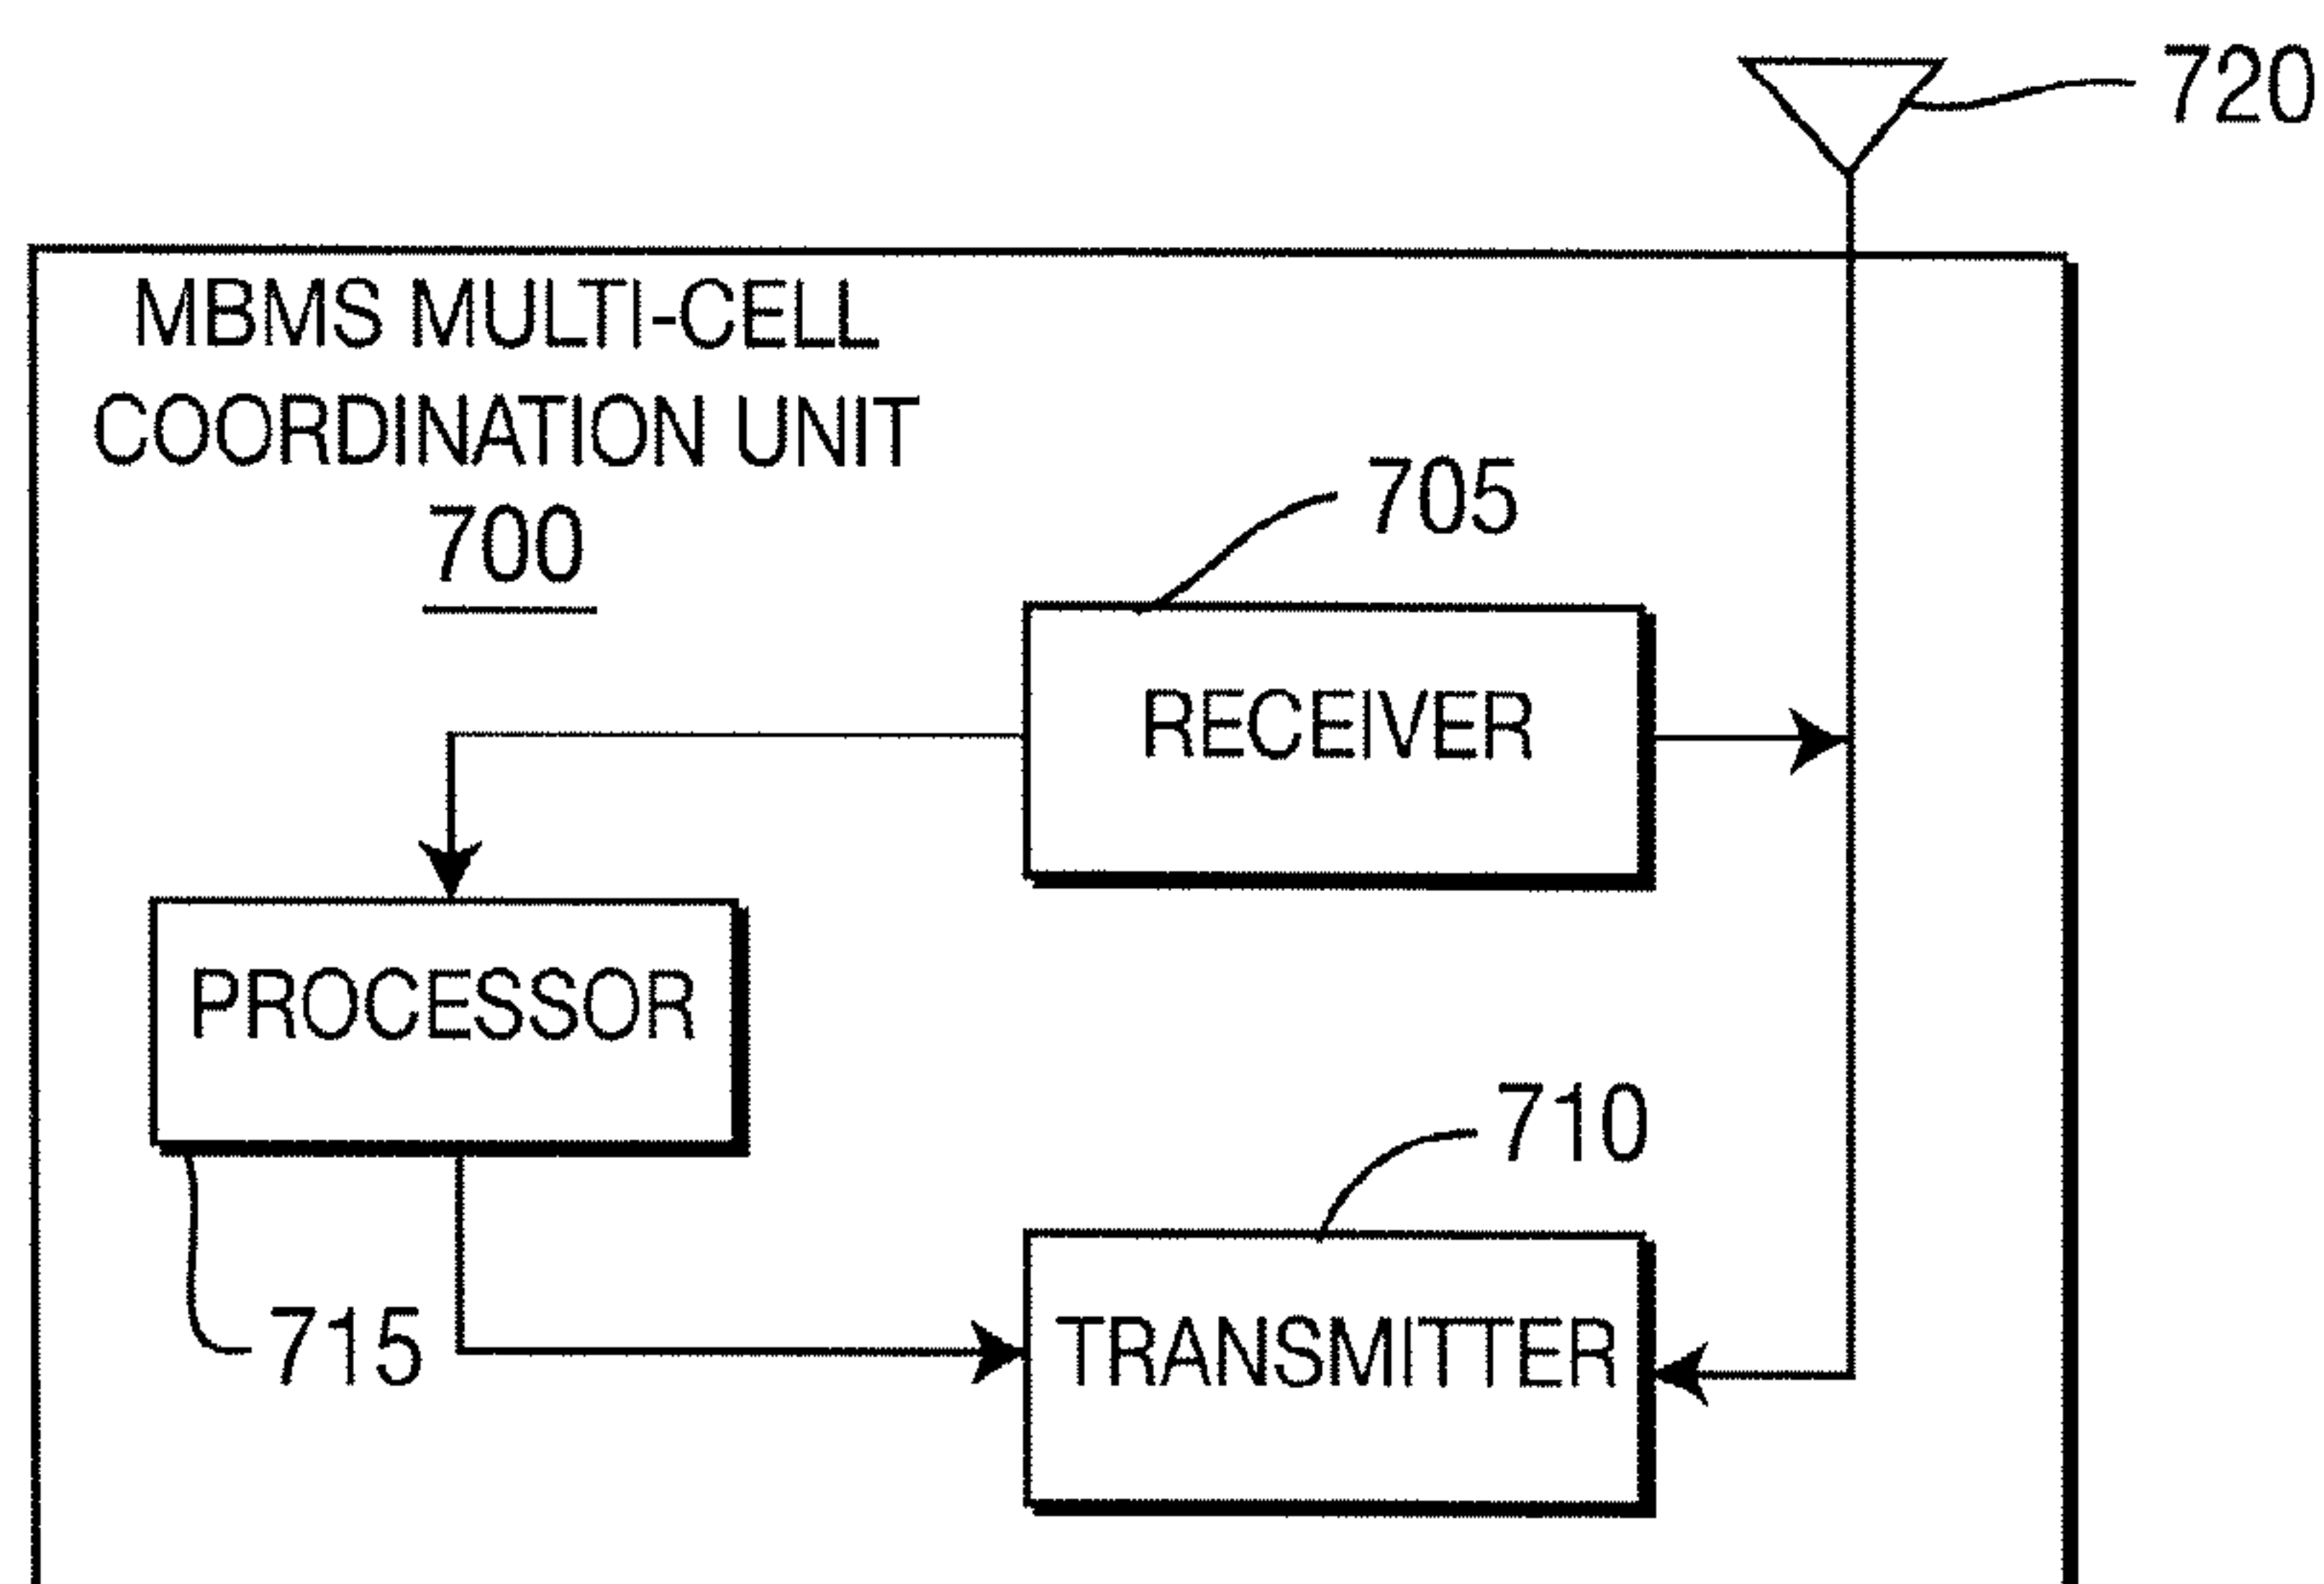 720
MBMS MULTI-CELL
COORDINATION UNIT
700
705
RECEIVER
PROCESSOR
710
715
TRANSMITTER